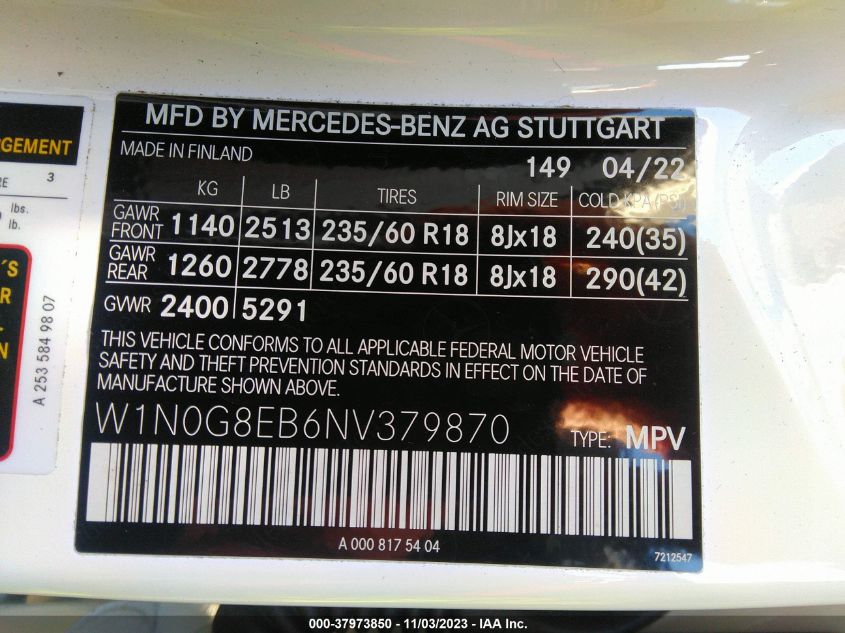 MFD BY MERCEDES-BENZ AG STUTTGART
MADE IN FINLAND 149 04/22
KG LB TIRES RIM SIZE COLD KPA (PSI)
GAWR FRONT 1140 2513 235/60 R18 8Jx18 240(35)
GAWR REAR 1260 2778 235/60 R18 8Jx18 290(42)
GVWR 2400 5291
THIS VEHICLE CONFORMS TO ALL APPLICABLE FEDERAL MOTOR VEHICLE
SAFETY AND THEFT PREVENTION STANDARDS IN EFFECT ON THE DATE OF
MANUFACTURE SHOWN ABOVE.
W1N0G8EB6NV379870 TYPE: MPV
A 000 817 54 04
7212547
3
lbs.
lb.
A 253 584 98 07
000-37973850 - 11/03/2023 - IAA Inc.